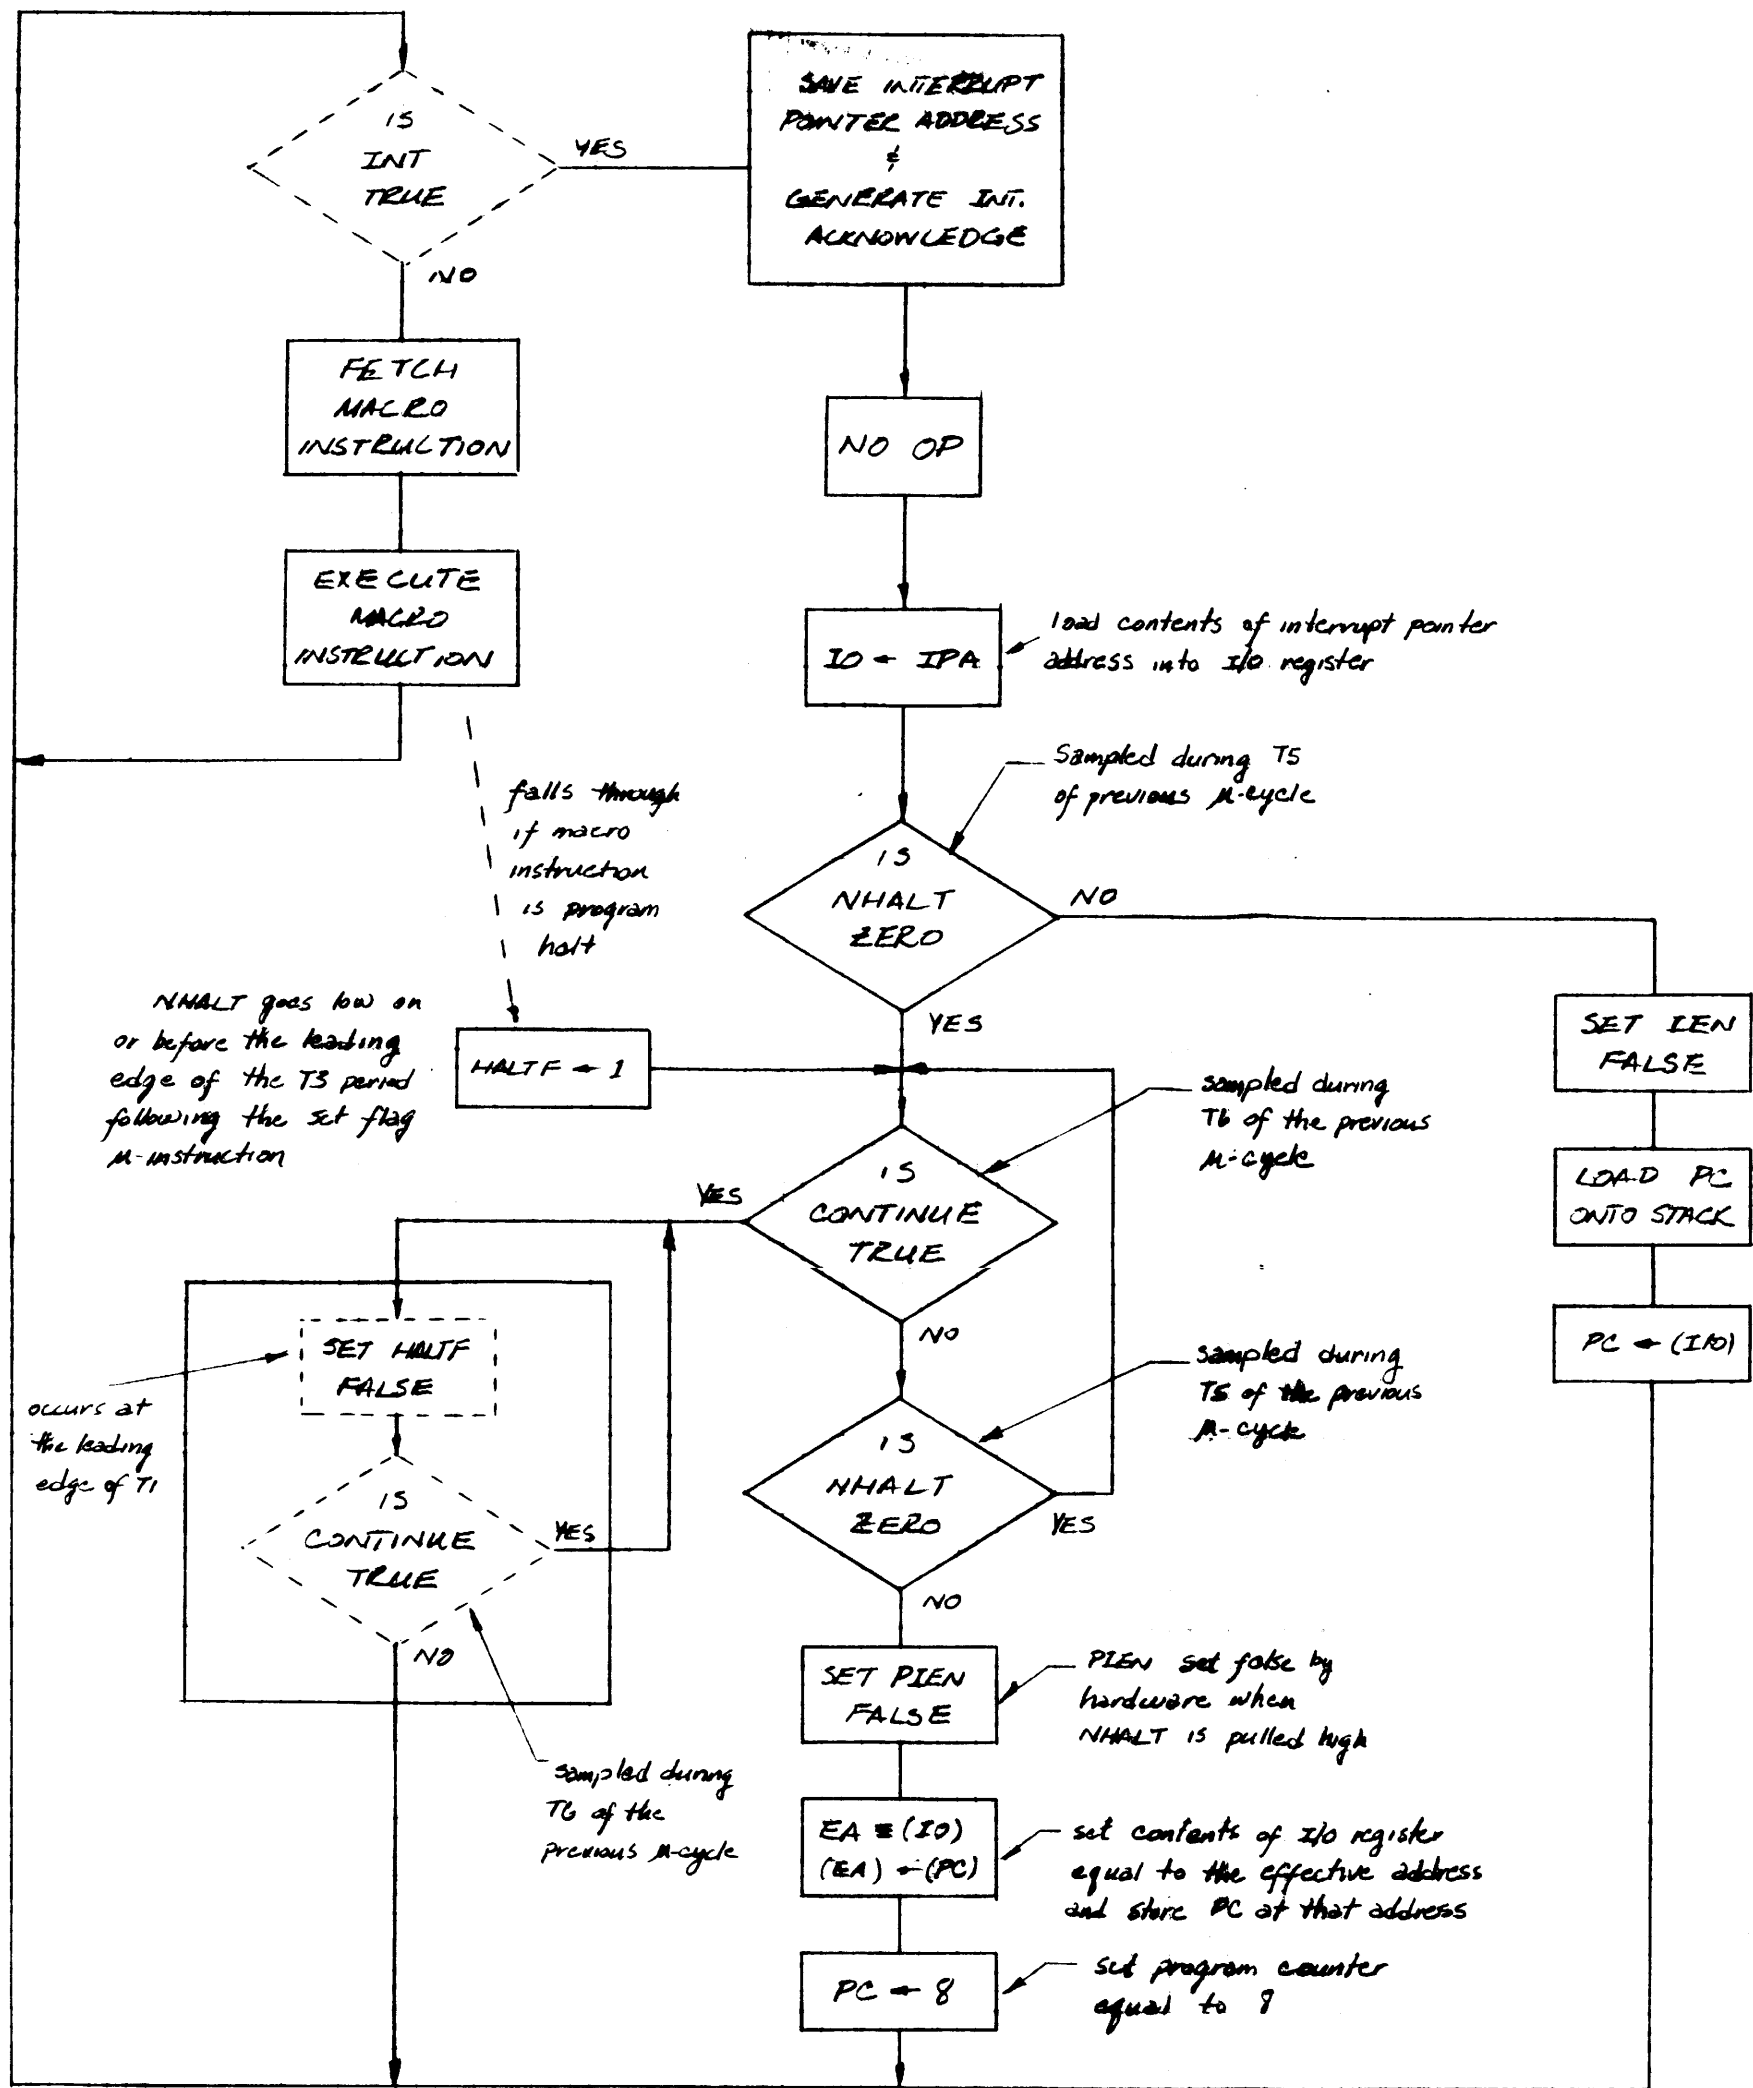 IS
INT
TRUE
YES
NO
SAVE INTERRUPT
POINTER ADDRESS
&
GENERATE INT.
ACKNOWLEDGE
FETCH
MACRO
INSTRUCTION
NO OP
EXECUTE
MACRO
INSTRUCTION
IO ← IPA
load contents of interrupt pointer
address into I/O register
falls through
if macro
instruction
is program
halt
Sampled during T5
of previous μ-cycle
IS
NHALT
ZERO
NO
YES
NHALT goes low on
or before the leading
edge of the T3 period
following the set flag
μ-instruction
HALTF ← 1
SET IEN
FALSE
LOAD PC
ONTO STACK
PC ← (I/O)
sampled during
T6 of the previous
μ-cycle
IS
CONTINUE
TRUE
YES
NO
SET HALTF
FALSE
occurs at
the leading
edge of T1
IS
CONTINUE
TRUE
YES
NO
sampled during
T6 of the
previous μ-cycle
sampled during
T5 of the previous
μ-cycle
IS
NHALT
ZERO
YES
NO
SET PIEN
FALSE
PIEN set false by
hardware when
NHALT is pulled high
EA ≡ (IO)
(EA) ← (PC)
set contents of I/O register
equal to the effective address
and store PC at that address
PC ← 8
set program counter
equal to 8